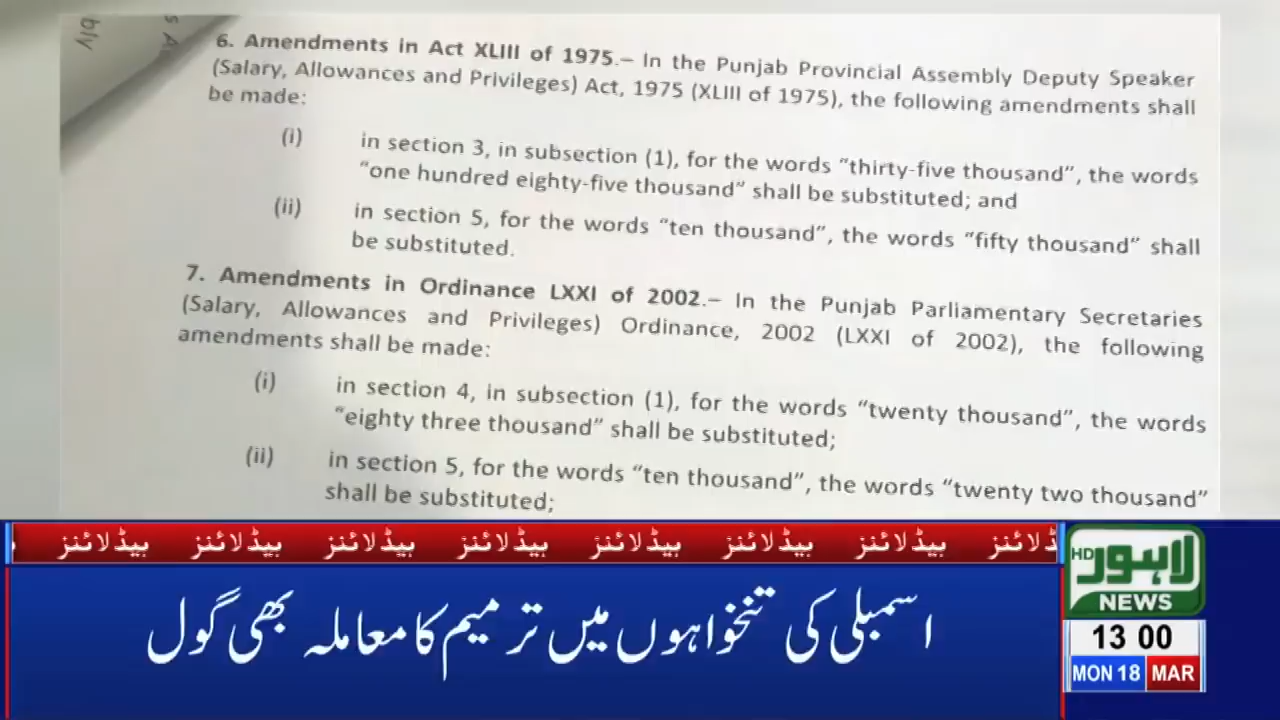 bly
s A
6. Amendments in Act XLIII of 1975.– In the Punjab Provincial Assembly Deputy Speaker
(Salary, Allowances and Privileges) Act, 1975 (XLIII of 1975), the following amendments shall
be made:
(i) in section 3, in subsection (1), for the words “thirty-five thousand”, the words
“one hundred eighty-five thousand” shall be substituted; and
(ii) in section 5, for the words “ten thousand”, the words “fifty thousand” shall
be substituted.
7. Amendments in Ordinance LXXI of 2002.– In the Punjab Parliamentary Secretaries
(Salary, Allowances and Privileges) Ordinance, 2002 (LXXI of 2002), the following
amendments shall be made:
(i) in section 4, in subsection (1), for the words “twenty thousand”, the words
“eighty three thousand” shall be substituted;
(ii) in section 5, for the words “ten thousand”, the words “twenty two thousand”
shall be substituted;
ہیڈلائنز ہیڈلائنز ہیڈلائنز ہیڈلائنز ہیڈلائنز ہیڈلائنز ہیڈلائنز ڈلائنز
اسمبلی کی تنخواہوں میں ترمیم کا معاملہ بھی گول
HD لاہور
NEWS
13 00
MON 18 MAR